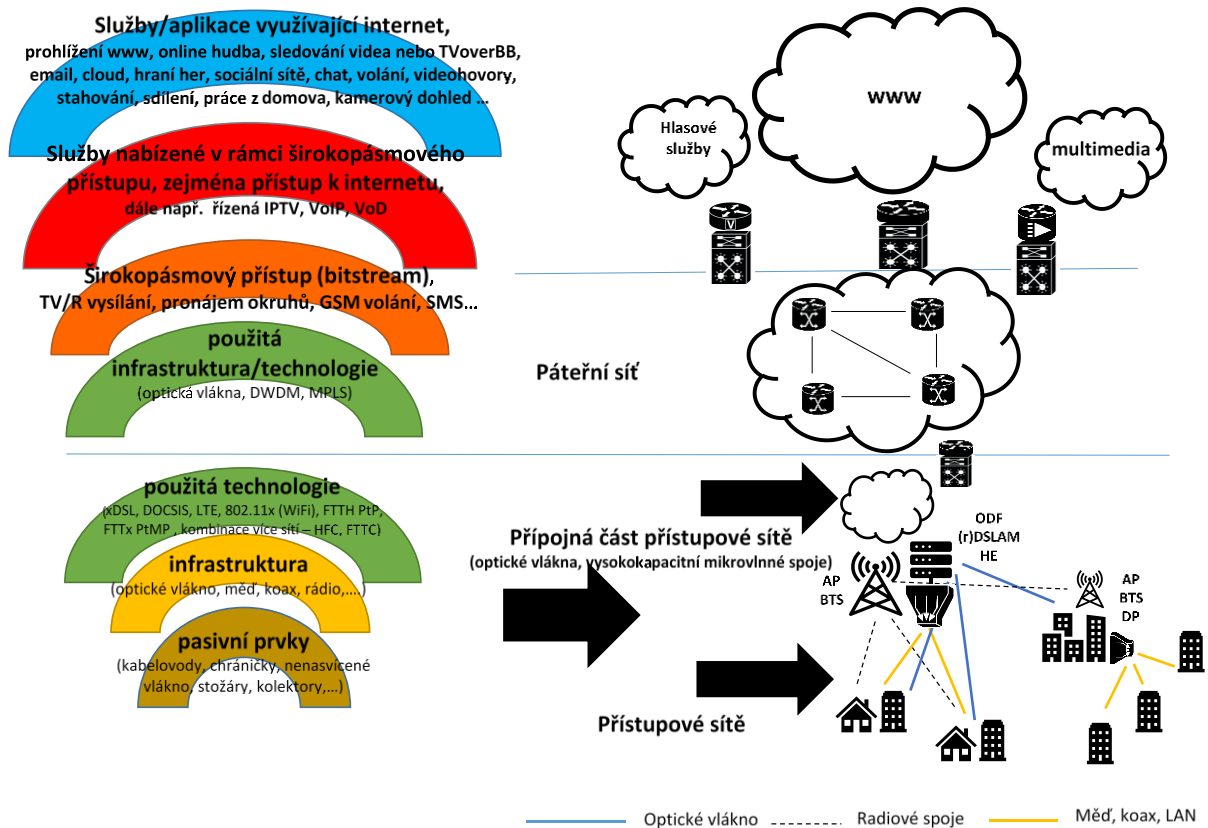 Služby/aplikace využívající internet,
prohlížení www, online hudba, sledování videa nebo TVoverBB,
email, cloud, hraní her, sociální sítě, chat, volání, videohovory,
stahování, sdílení, práce z domova, kamerový dohled ...
Služby nabízené v rámci širokopásmového
přístupu, zejména přístup k internetu,
dále např. řízená IPTV, VoIP, VoD
Širokopásmový přístup (bitstream),
TV/R vysílání, pronájem okruhů, GSM volání, SMS...
použitá
infrastruktura/technologie
(optická vlákna, DWDM, MPLS)
použitá technologie
(xDSL, DOCSIS, LTE, 802.11x (WiFi), FTTH PtP,
FTTx PtMP , kombinace více sítí – HFC, FTTC)
infrastruktura
(optické vlákno, měď, koax, rádio,....)
pasivní prvky
(kabelovody, chráničky, nenasvícené
vlákno, stožáry, kolektory,...)
www
Hlasové
služby
multimedia
V
Páteřní síť
Přípojná část přístupové sítě
(optické vlákna, vysokokapacitní mikrovlnné spoje)
ODF
(r)DSLAM
HE
AP
BTS
AP
BTS
DP
Přístupové sítě
Optické vlákno
Radiové spoje
Měď, koax, LAN